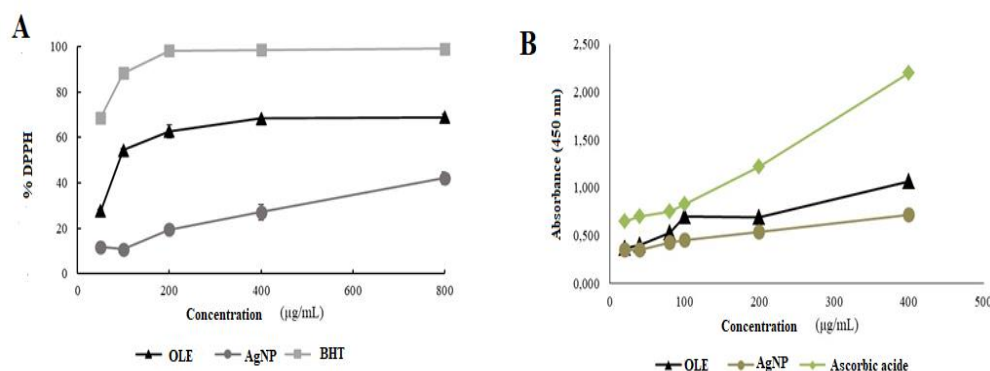 A
% DPPH
100
80
60
40
20
0
0 200 400 600 800
Concentration (µg/mL)
OLE AgNP BHT
B
Absorbance (450 nm)
2,500
2,000
1,500
1,000
0,500
0,000
0 100 200 300 400 500
Concentration (µg/mL)
OLE AgNP Ascorbic acide